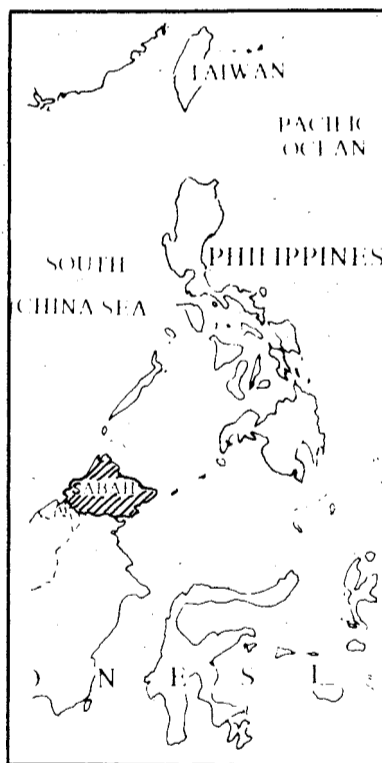 TAIWAN
PACIFIC
OCEAN
SOUTH
CHINA SEA
PHILIPPINES
SABAH
N E S I